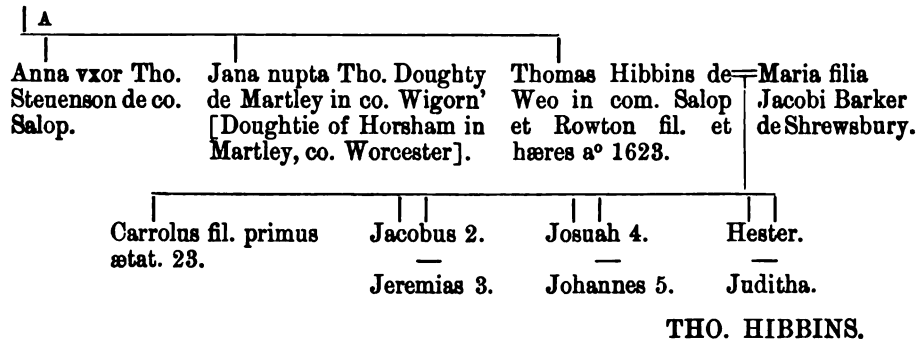 A
Anna vxor Tho.
Steuenson de co.
Salop.
Jana nupta Tho. Doughty
de Martley in co. Wigorn'
[Doughtie of Horsham in
Martley, co. Worcester].
Thomas Hibbins de
Weo in com. Salop
et Rowton fil. et
hæres aº 1623.
Maria filia
Jacobi Barker
de Shrewsbury.
Carrolus fil. primus
ætat. 23.
Jacobus 2.
Jeremias 3.
Josuah 4.
Johannes 5.
Hester.
Juditha.
THO. HIBBINS.